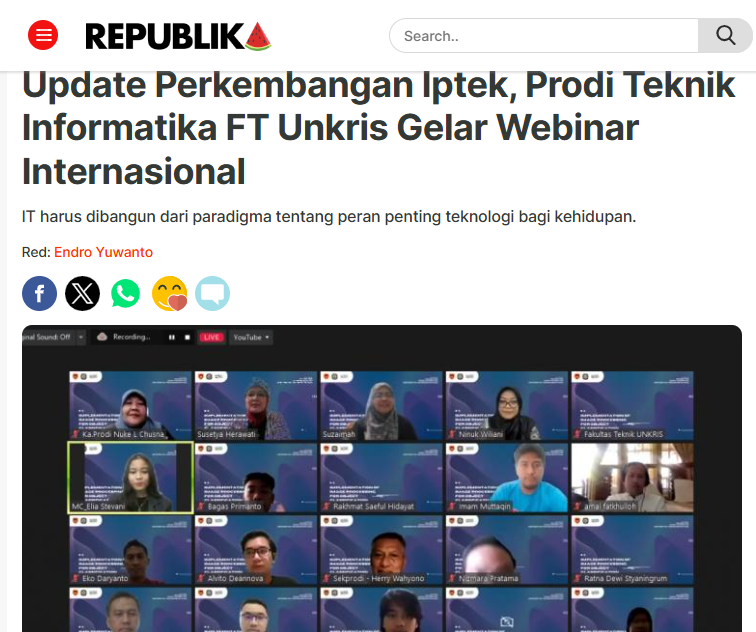 REPUBLIKA
Search..
Update Perkembangan Iptek, Prodi Teknik
Informatika FT Unkris Gelar Webinar
Internasional
IT harus dibangun dari paradigma tentang peran penting teknologi bagi kehidupan.
Red: Endro Yuwanto
nal Sound: Off
Recording...
LIVE
YouTube
Ka.Prodi Nuke L Chusna
Susetya Herawati
Suzaimah
Ninuk Wiliani
Fakultas Teknik UNKRIS
MC_Elia Stevani
Bagas Primanto
Rakhmat Saeful Hidayat
Imam Muttaqin
amal fatkhulloh
Eko Daryanto
Alvito Deannova
Sekprodi - Herry Wahyono
Nizmara Pratama
Ratna Dewi Styaningrum